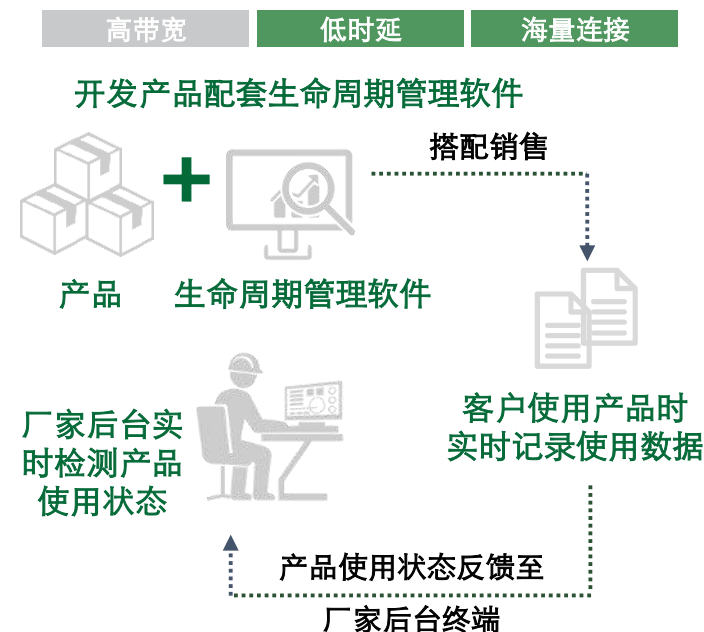 高带宽
低时延
海量连接
开发产品配套生命周期管理软件
搭配销售
产品
生命周期管理软件
客户使用产品时
实时记录使用数据
厂家后台实
时检测产品
使用状态
产品使用状态反馈至
厂家后台终端